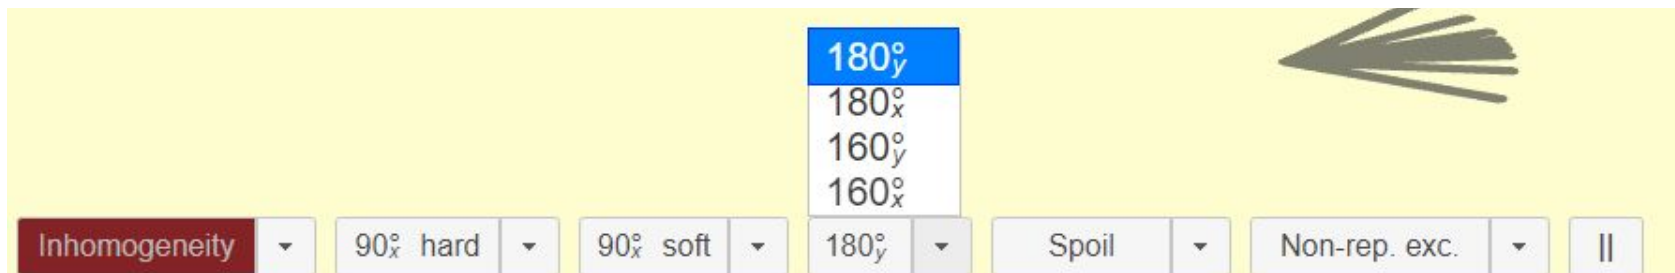 180°y
180°x
160°y
160°x
Inhomogeneity 90°x hard 90°x soft 180°y Spoil Non-rep. exc. ||